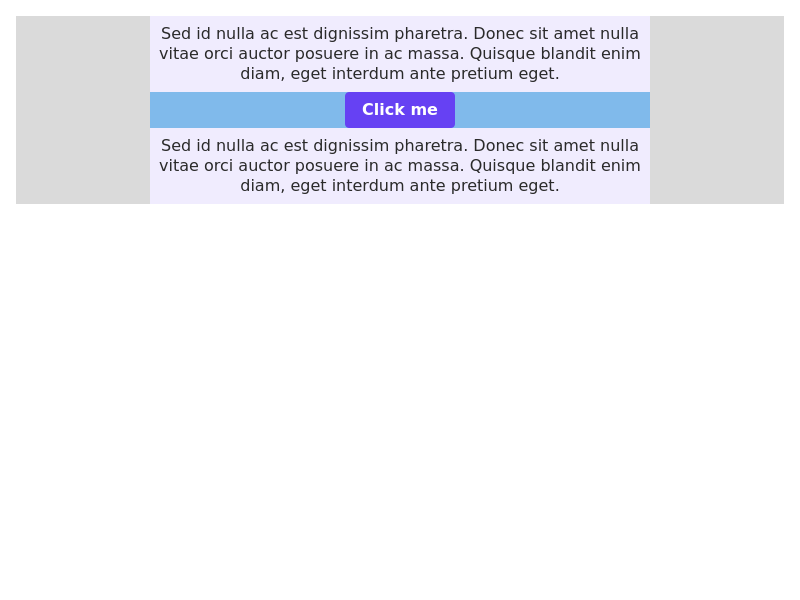 Sed id nulla ac est dignissim pharetra. Donec sit amet nulla
vitae orci auctor posuere in ac massa. Quisque blandit enim
diam, eget interdum ante pretium eget.
Click me
Sed id nulla ac est dignissim pharetra. Donec sit amet nulla
vitae orci auctor posuere in ac massa. Quisque blandit enim
diam, eget interdum ante pretium eget.